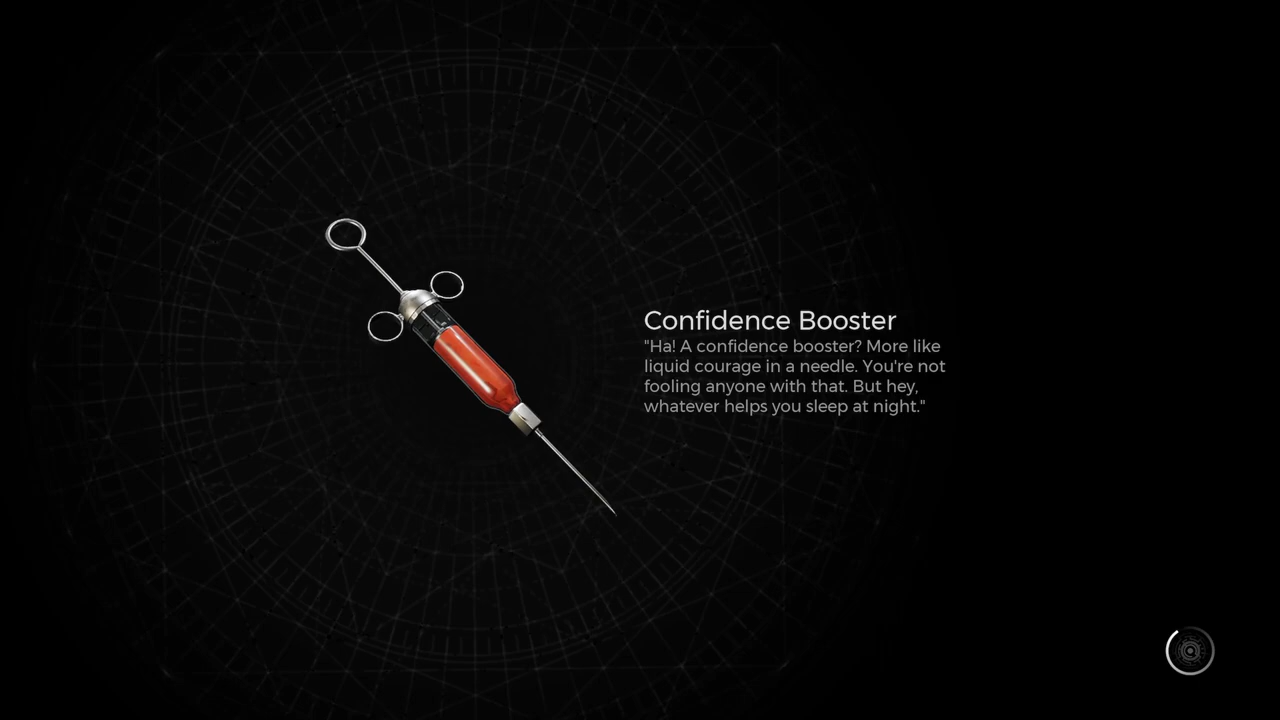 Confidence Booster
"Ha! A confidence booster? More like
liquid courage in a needle. You're not
fooling anyone with that. But hey,
whatever helps you sleep at night."